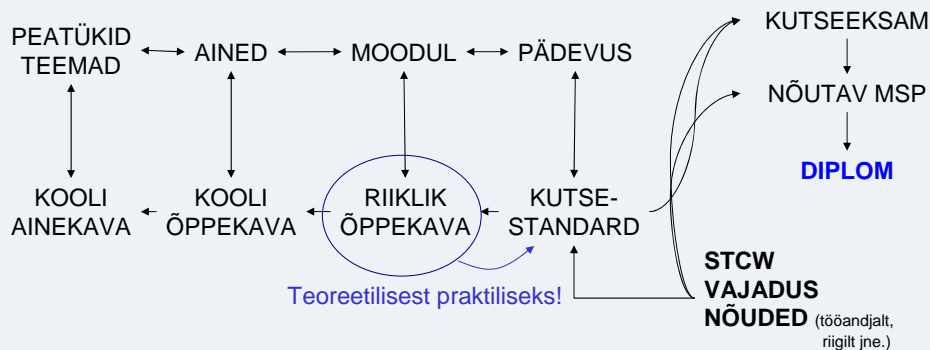 PEATÜKID
TEEMAD
AINED
MOODUL
PÄDEVUS
KUTSEEKSAM
NÕUTAV MSP
DIPLOM
KOOLI
AINEKAVA
KOOLI
ÕPPEKAVA
RIIKLIK
ÕPPEKAVA
KUTSE-
STANDARD
Teoreetilisest praktiliseks!
STCW
VAJADUS
NÕUDED (tööandjalt,
riigilt jne.)